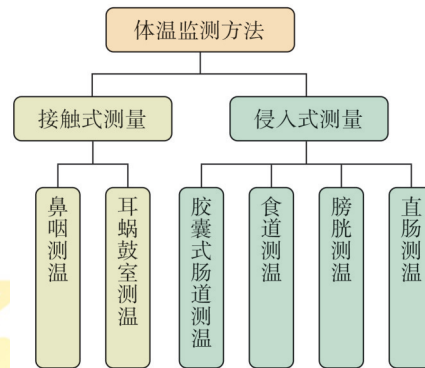 体温监测方法
接触式测量
侵入式测量
鼻咽测温
耳蜗鼓室测温
胶囊式肠道测温
食道测温
膀胱测温
直肠测温